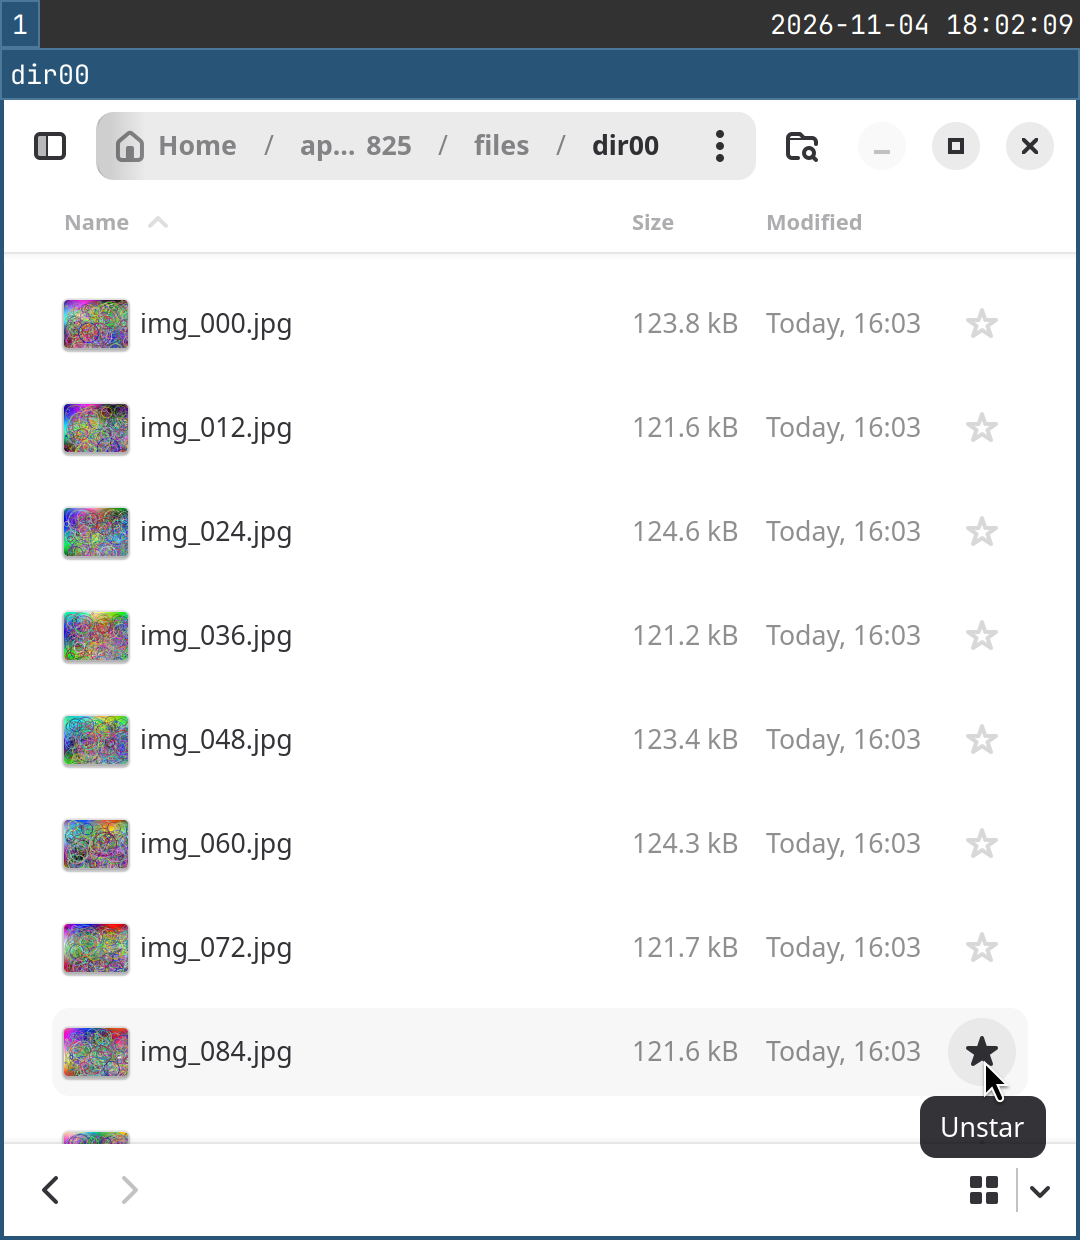 1 2026-11-04 18:02:09
dir00
Home / ap... 825 / files / dir00
Name Size Modified
img_000.jpg 123.8 kB Today, 16:03
img_012.jpg 121.6 kB Today, 16:03
img_024.jpg 124.6 kB Today, 16:03
img_036.jpg 121.2 kB Today, 16:03
img_048.jpg 123.4 kB Today, 16:03
img_060.jpg 124.3 kB Today, 16:03
img_072.jpg 121.7 kB Today, 16:03
img_084.jpg 121.6 kB Today, 16:03
Unstar